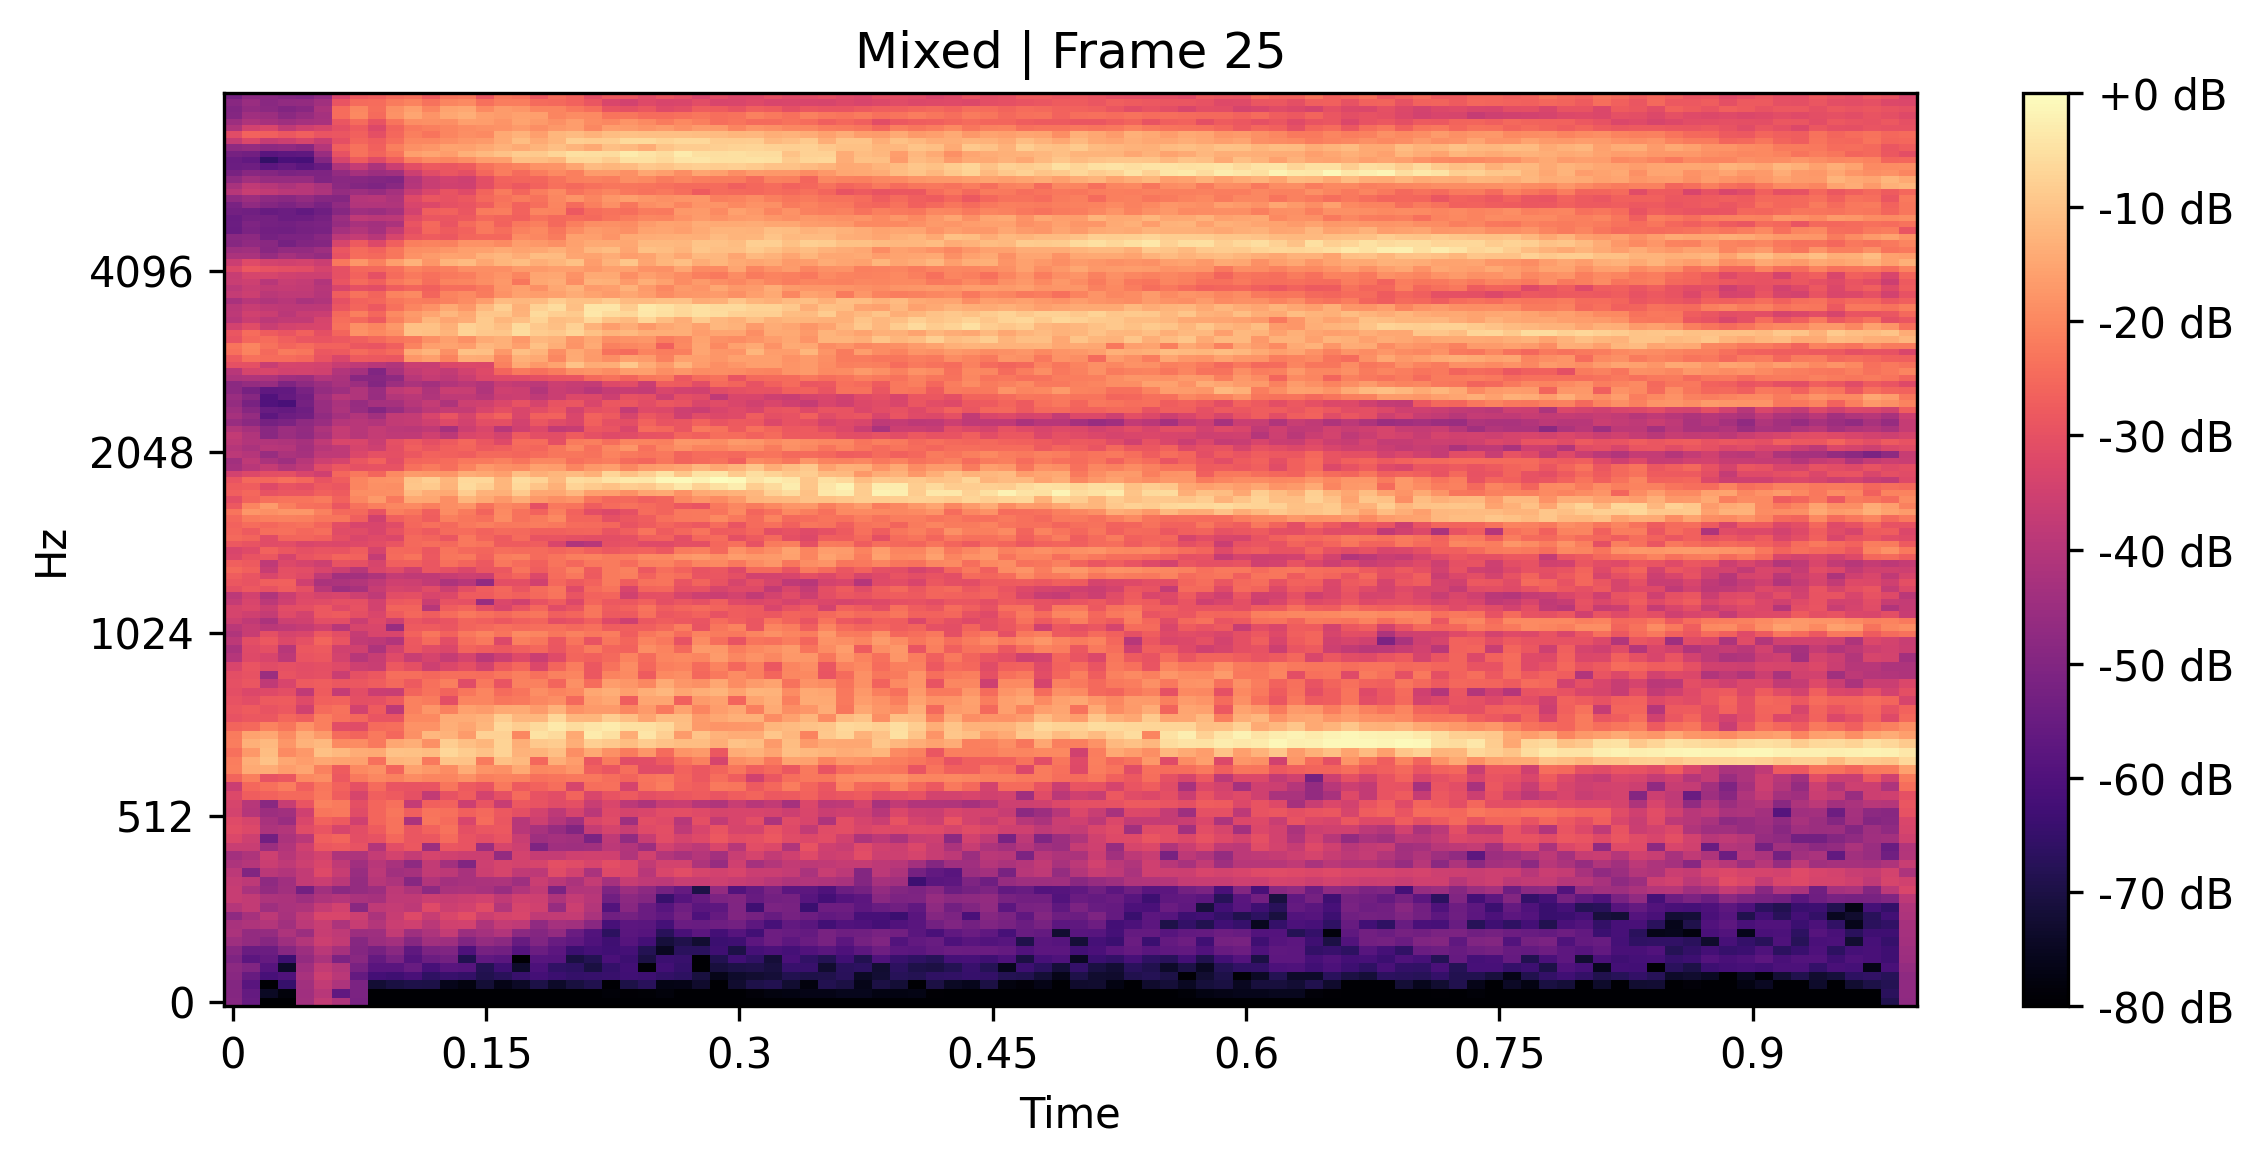 Mixed | Frame 25
Hz
4096
2048
1024
512
0
0 0.15 0.3 0.45 0.6 0.75 0.9
Time
+0 dB
-10 dB
-20 dB
-30 dB
-40 dB
-50 dB
-60 dB
-70 dB
-80 dB